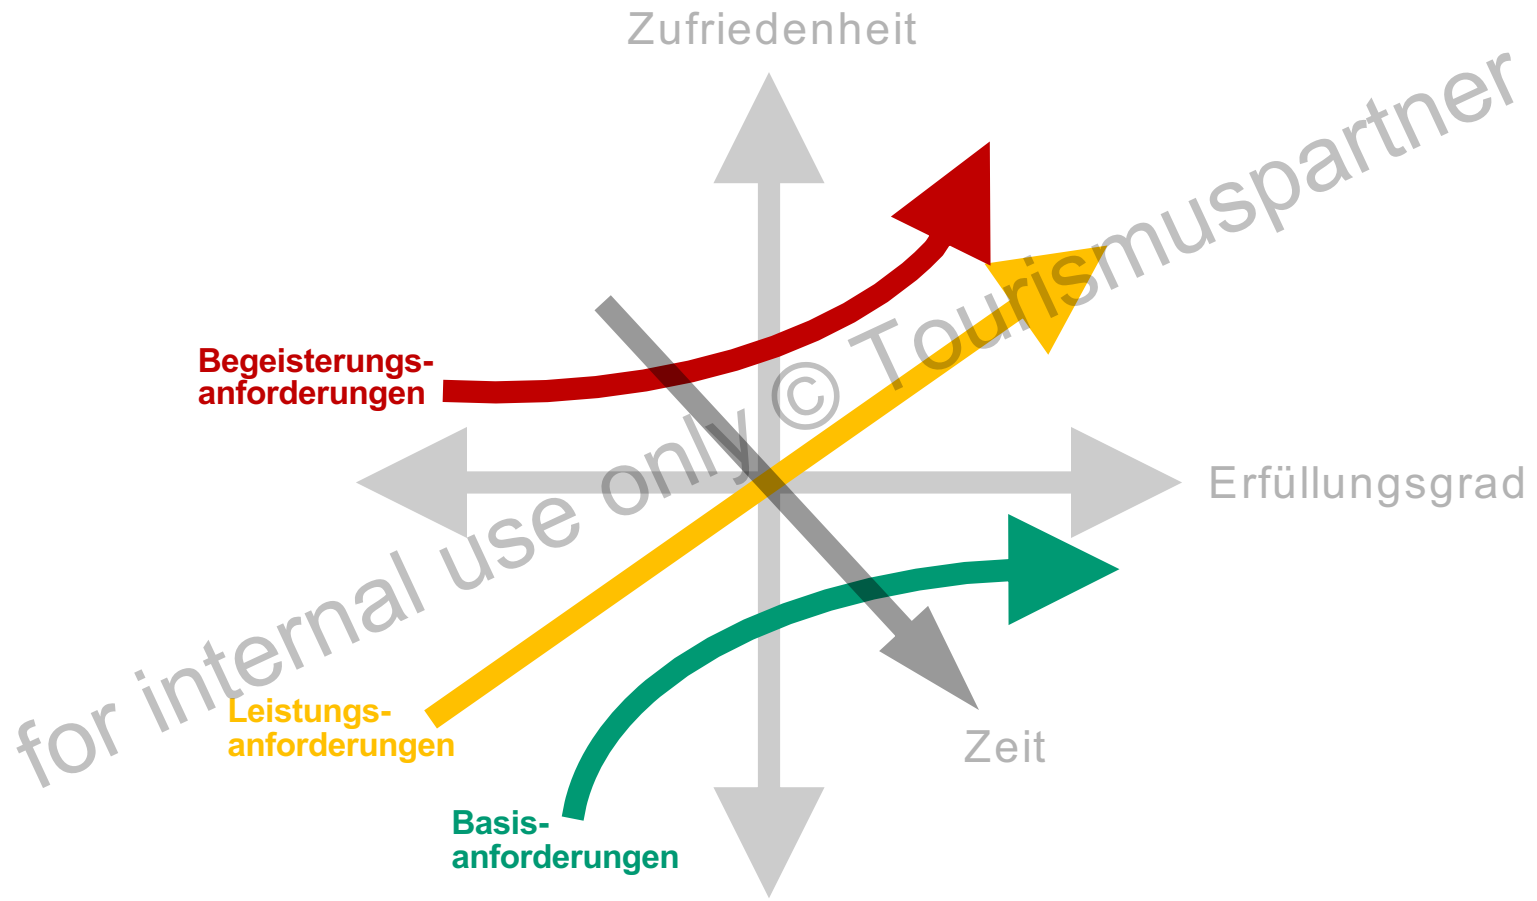 Zufriedenheit
Begeisterungs-
anforderungen
Erfüllungsgrad
for internal use only © Tourismuspartner
Leistungs-
anforderungen
Zeit
Basis-
anforderungen